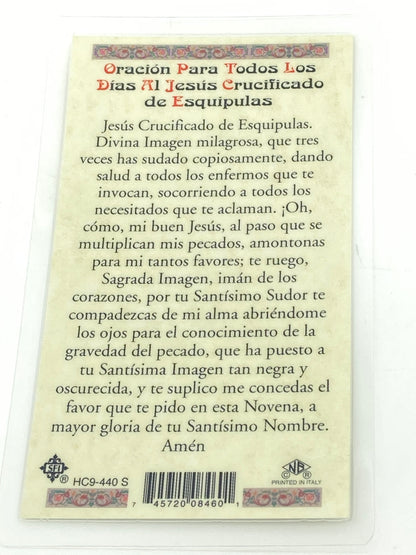 Oración Para Todos Los
Días Al Jesús Crucificado
de Esquipulas
Jesús Crucificado de Esquipulas.
Divina Imagen milagrosa, que tres
veces has sudado copiosamente, dando
salud a todos los enfermos que te
invocan, socorriendo a todos los
necesitados que te aclaman. ¡Oh,
cómo, mi buen Jesús, al paso que se
multiplican mis pecados, amontonas
para mi tantos favores; te ruego,
Sagrada Imagen, imán de los
corazones, por tu Santísimo Sudor te
compadezcas de mi alma abriéndome
los ojos para el conocimiento de la
gravedad del pecado, que ha puesto a
tu Santísima Imagen tan negra y
oscurecida, y te suplico me concedas el
favor que te pido en esta Novena, a
mayor gloria de tu Santísimo Nombre.
Amén
SFI ®
HC9-440 S
7 45720 08460 1
NB
C R
PRINTED IN ITALY